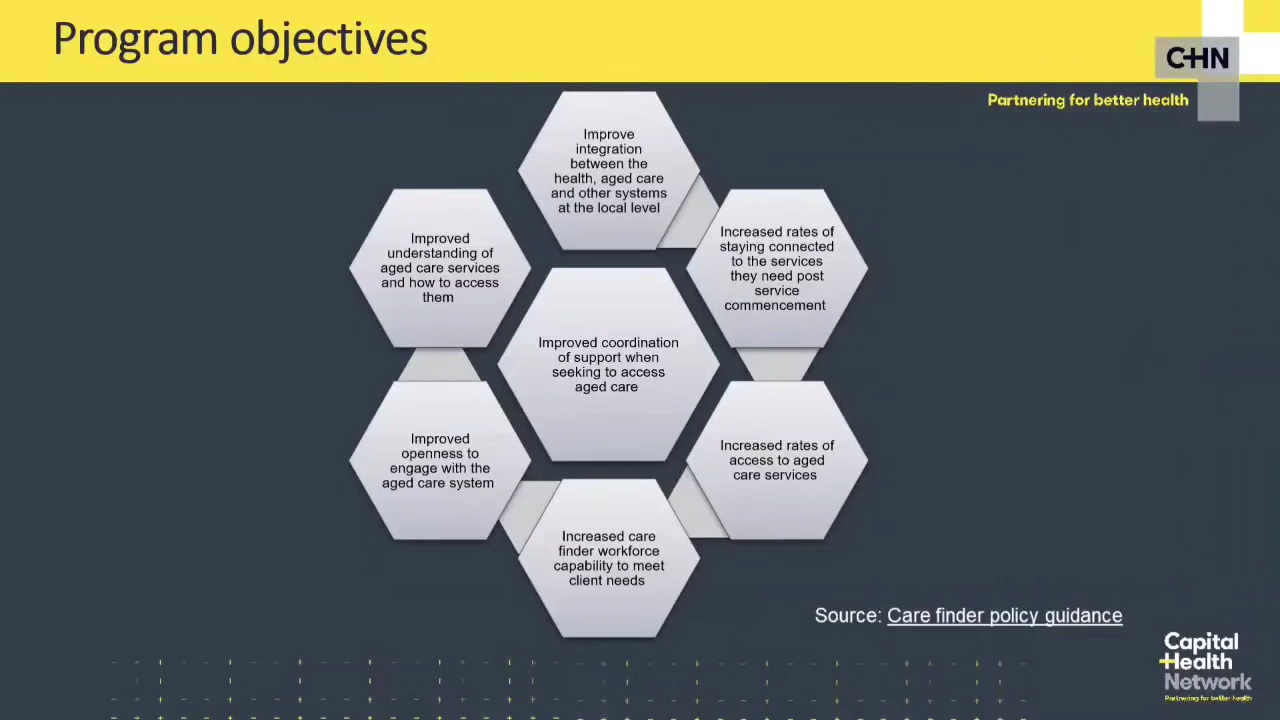 Program objectives
CHN
Partnering for better health
Improve
integration
between the
health, aged care
and other systems
at the local level
Increased rates of
staying connected
to the services
they need post
service
commencement
Increased rates of
access to aged
care services
Increased care
finder workforce
capability to meet
client needs
Improved
openness to
engage with the
aged care system
Improved
understanding of
aged care services
and how to access
them
Improved coordination
of support when
seeking to access
aged care
Source: Care finder policy guidance
Capital
Health
Network
Partnering for better health